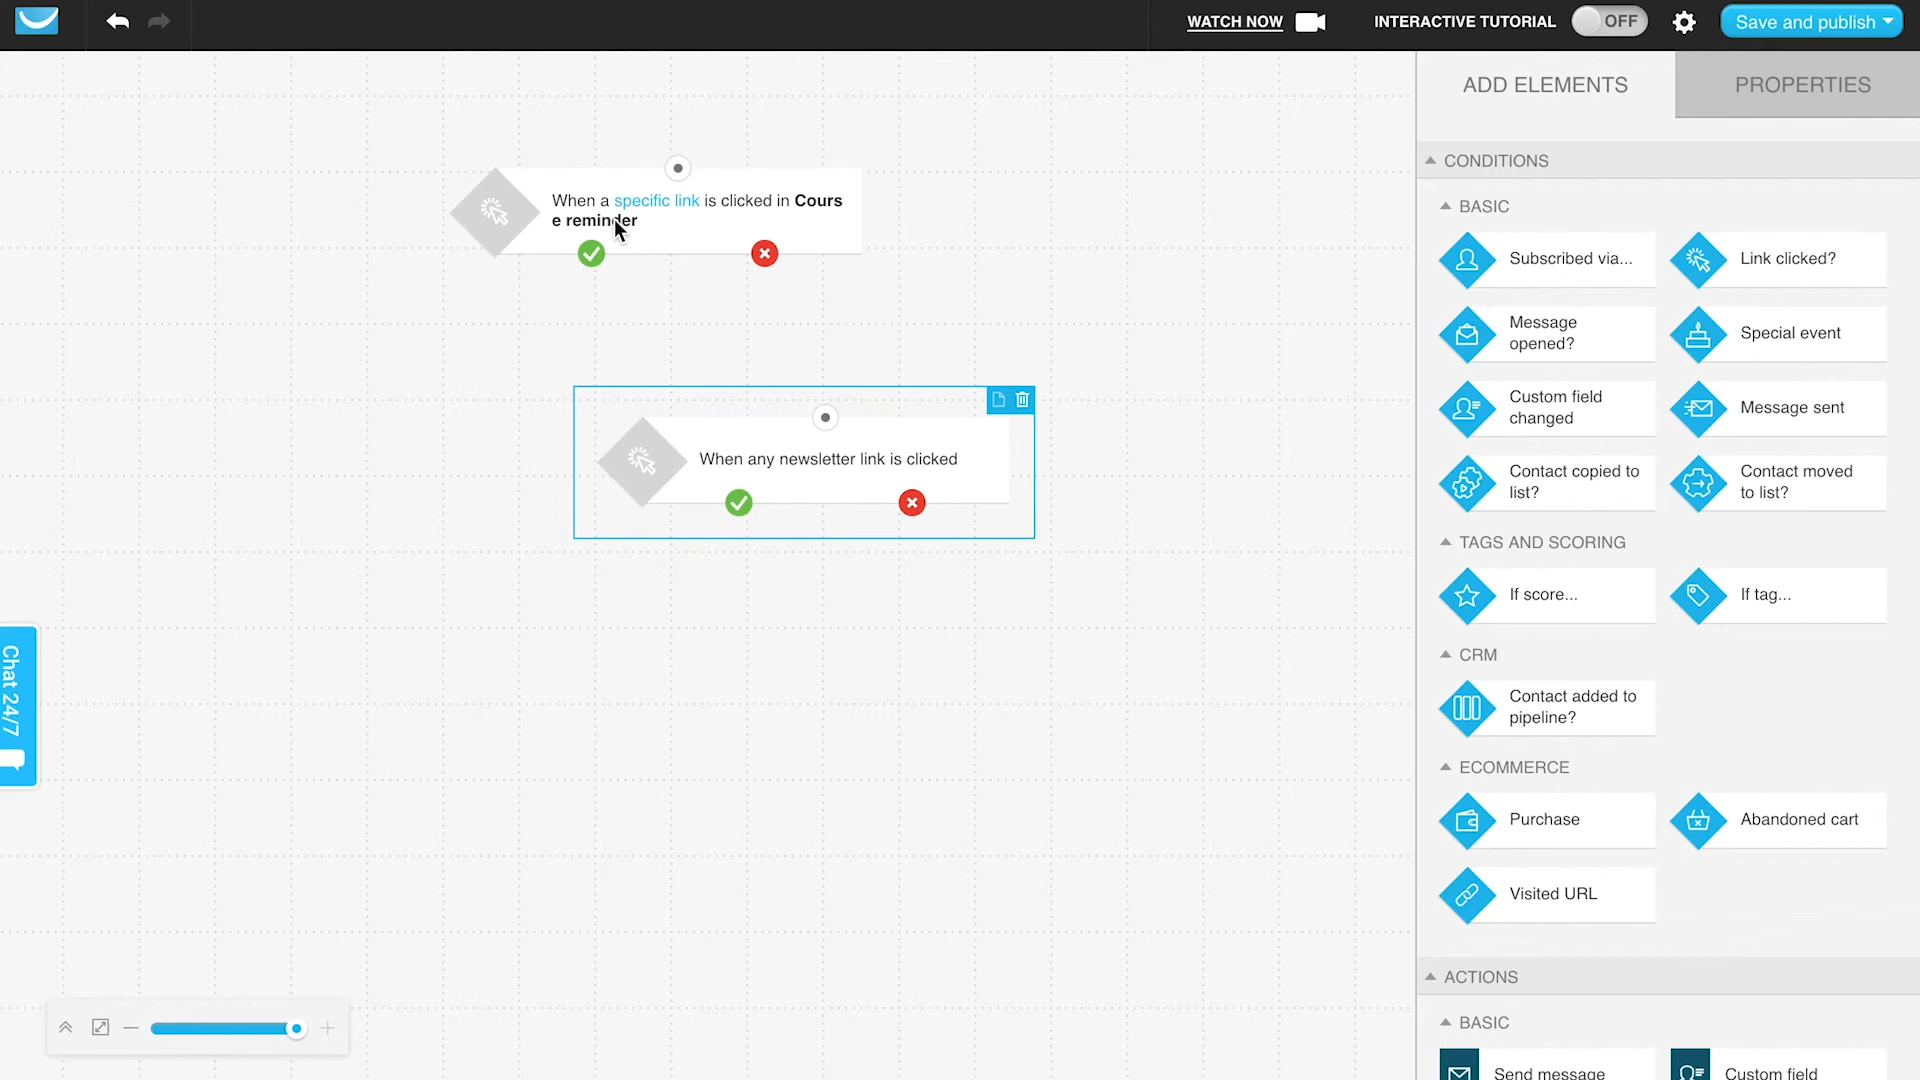 WATCH NOW
INTERACTIVE TUTORIAL
OFF
Save and publish
ADD ELEMENTS
PROPERTIES
When a specific link is clicked in Cours
e reminder
When any newsletter link is clicked
Chat 24/7
CONDITIONS
BASIC
Subscribed via...
Link clicked?
Message
opened?
Special event
Custom field
changed
Message sent
Contact copied to
list?
Contact moved
to list?
TAGS AND SCORING
If score...
If tag...
CRM
Contact added to
pipeline?
ECOMMERCE
Purchase
Abandoned cart
Visited URL
ACTIONS
BASIC
Send message
Custom field